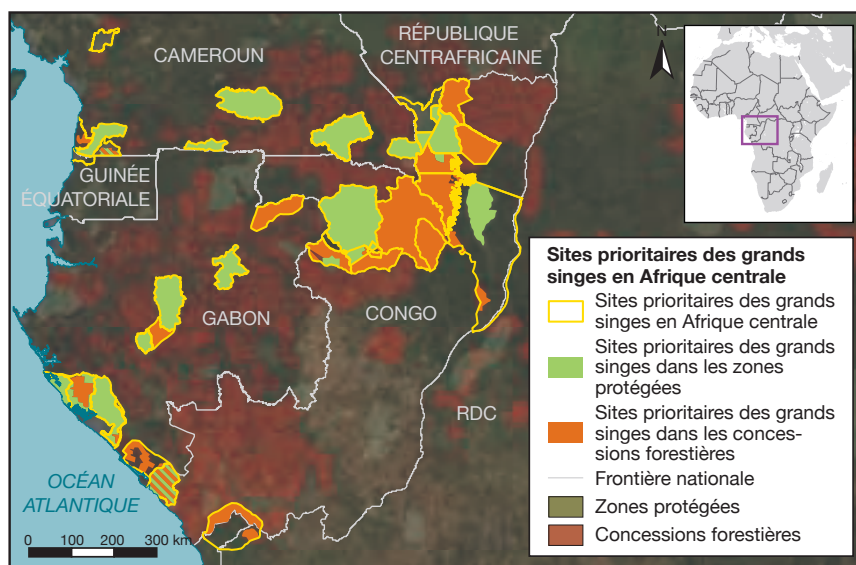 CAMEROUN
RÉPUBLIQUE
CENTRAFRICAINE
N
GUINÉE
ÉQUATORIALE
GABON
CONGO
RDC
OCÉAN
ATLANTIQUE
0 100 200 300 km
Sites prioritaires des grands
singes en Afrique centrale
Sites prioritaires des grands
singes en Afrique centrale
Sites prioritaires des grands
singes dans les zones
protégées
Sites prioritaires des grands
singes dans les conces-
sions forestières
Frontière nationale
Zones protégées
Concessions forestières